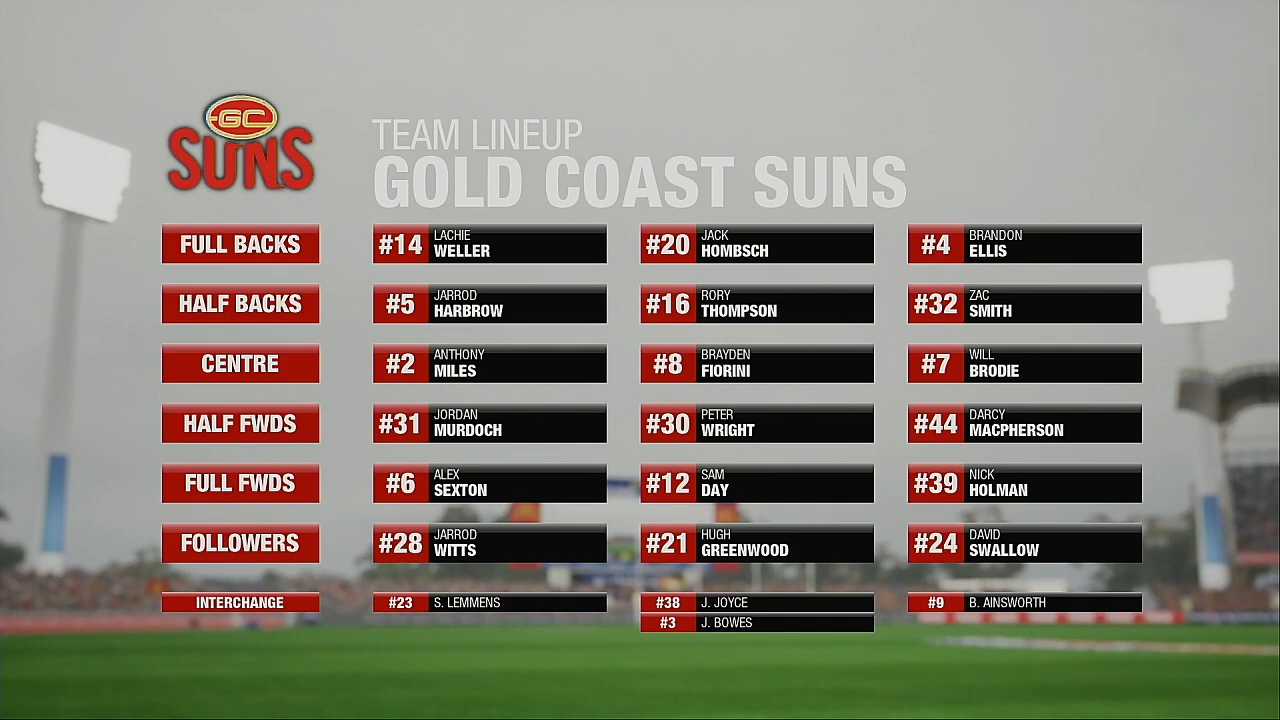 GC
SUNS
TEAM LINEUP
GOLD COAST SUNS
FULL BACKS
#14 LACHIE WELLER
#20 JACK HOMBSCH
#4 BRANDON ELLIS
HALF BACKS
#5 JARROD HARBROW
#16 RORY THOMPSON
#32 ZAC SMITH
CENTRE
#2 ANTHONY MILES
#8 BRAYDEN FIORINI
#7 WILL BRODIE
HALF FWDS
#31 JORDAN MURDOCH
#30 PETER WRIGHT
#44 DARCY MACPHERSON
FULL FWDS
#6 ALEX SEXTON
#12 SAM DAY
#39 NICK HOLMAN
FOLLOWERS
#28 JARROD WITTS
#21 HUGH GREENWOOD
#24 DAVID SWALLOW
INTERCHANGE
#23 S. LEMMENS
#38 J. JOYCE
#9 B. AINSWORTH
#3 J. BOWES